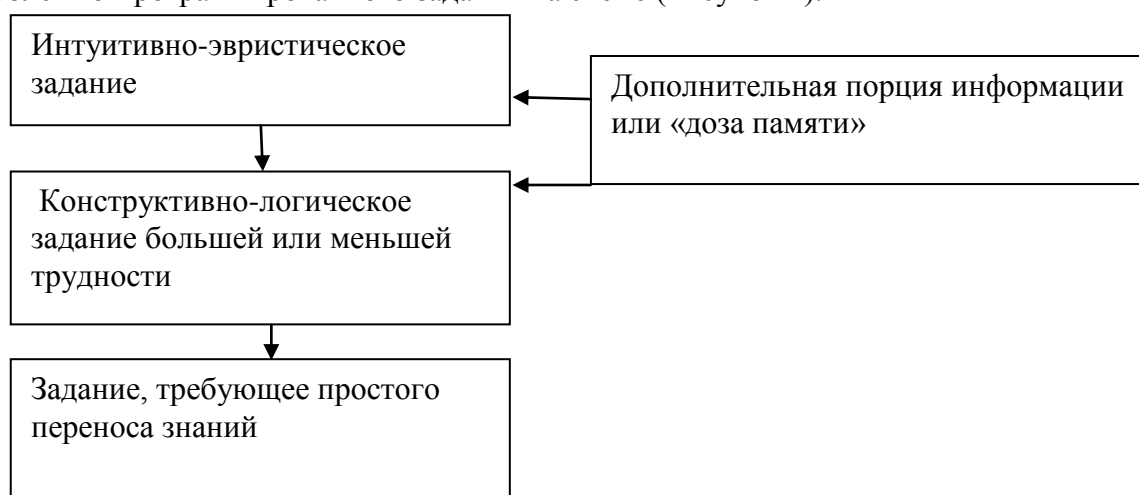 Интуитивно-эвристическое
задание
Дополнительная порция информации
или «доза памяти»
Конструктивно-логическое
задание большей или меньшей
трудности
Задание, требующее простого
переноса знаний